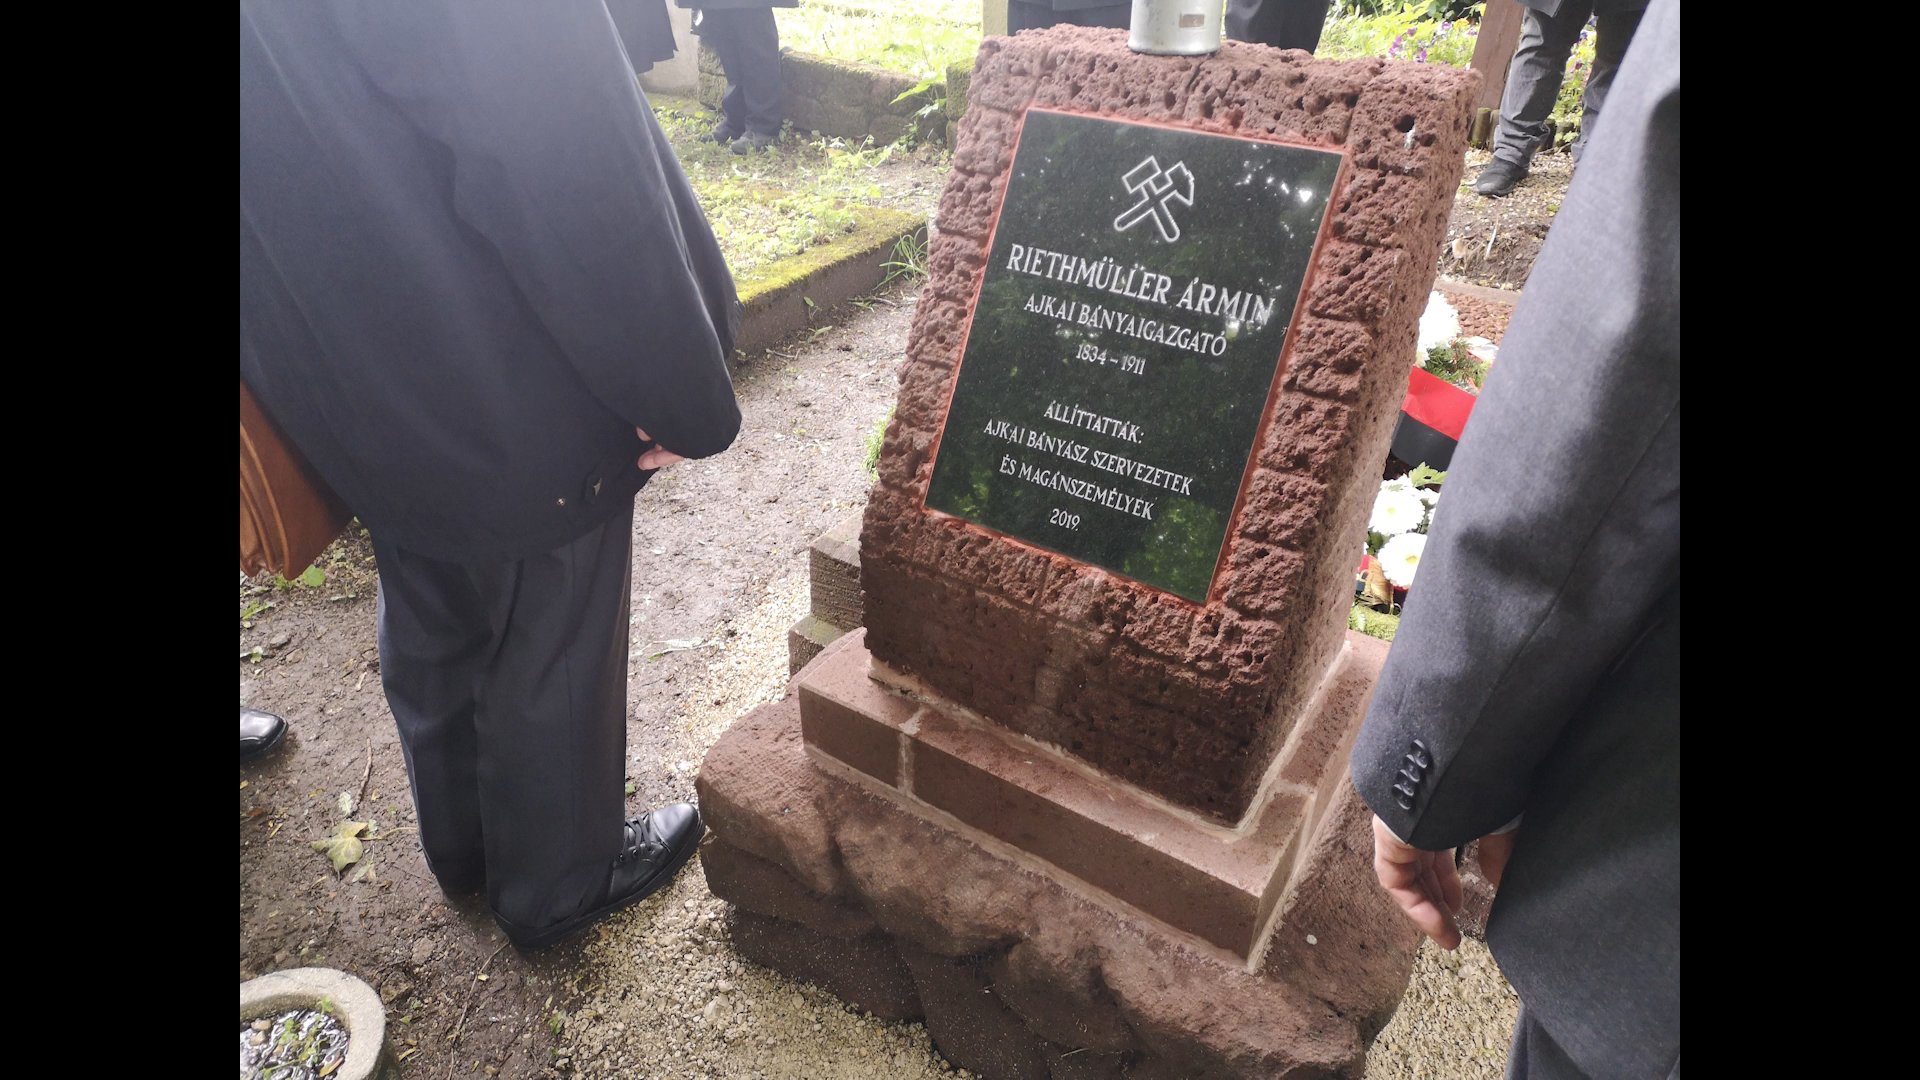 RIETHMÜLLER ÁRMIN
AJKAI BÁNYAIGAZGATÓ
1834 – 1911
ÁLLÍTTATTÁK:
AJKAI BÁNYÁSZ SZERVEZETEK
ÉS MAGÁNSZEMÉLYEK
2019.